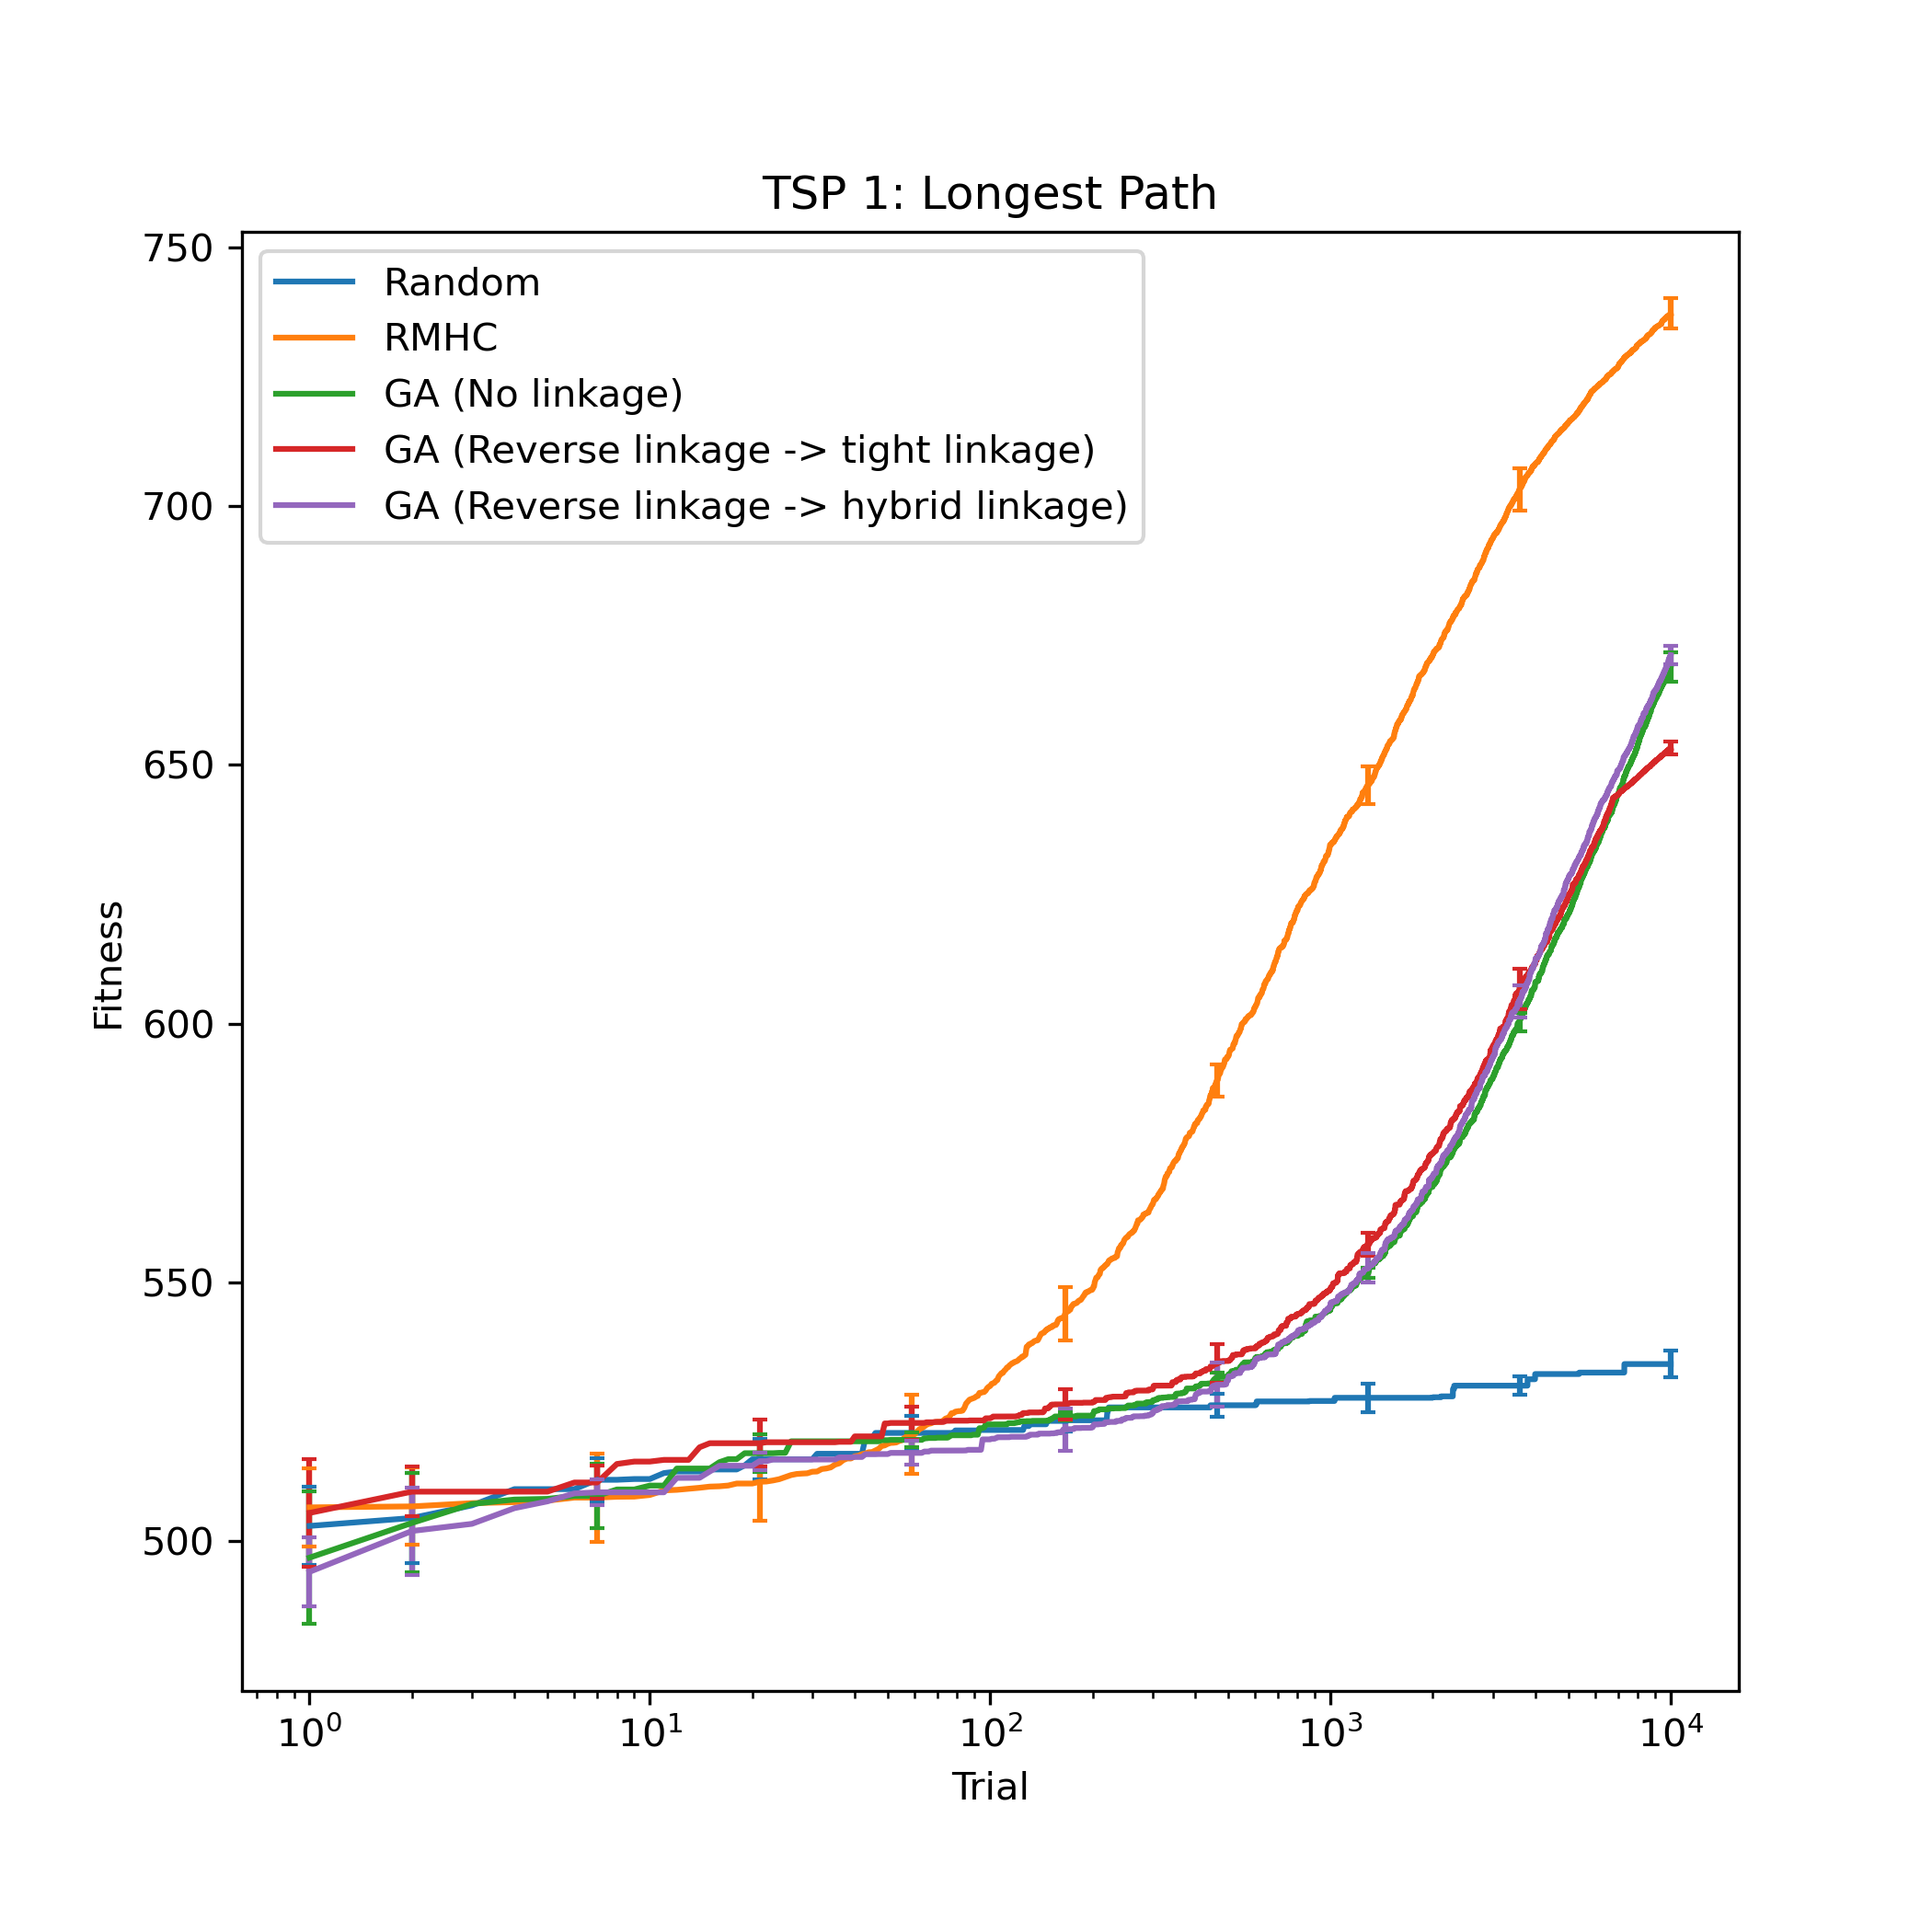 TSP 1: Longest Path
750
700
650
600
550
500
Fitness
Random
RMHC
GA (No linkage)
GA (Reverse linkage -> tight linkage)
GA (Reverse linkage -> hybrid linkage)
10⁰ 10¹ 10² 10³ 10⁴
Trial